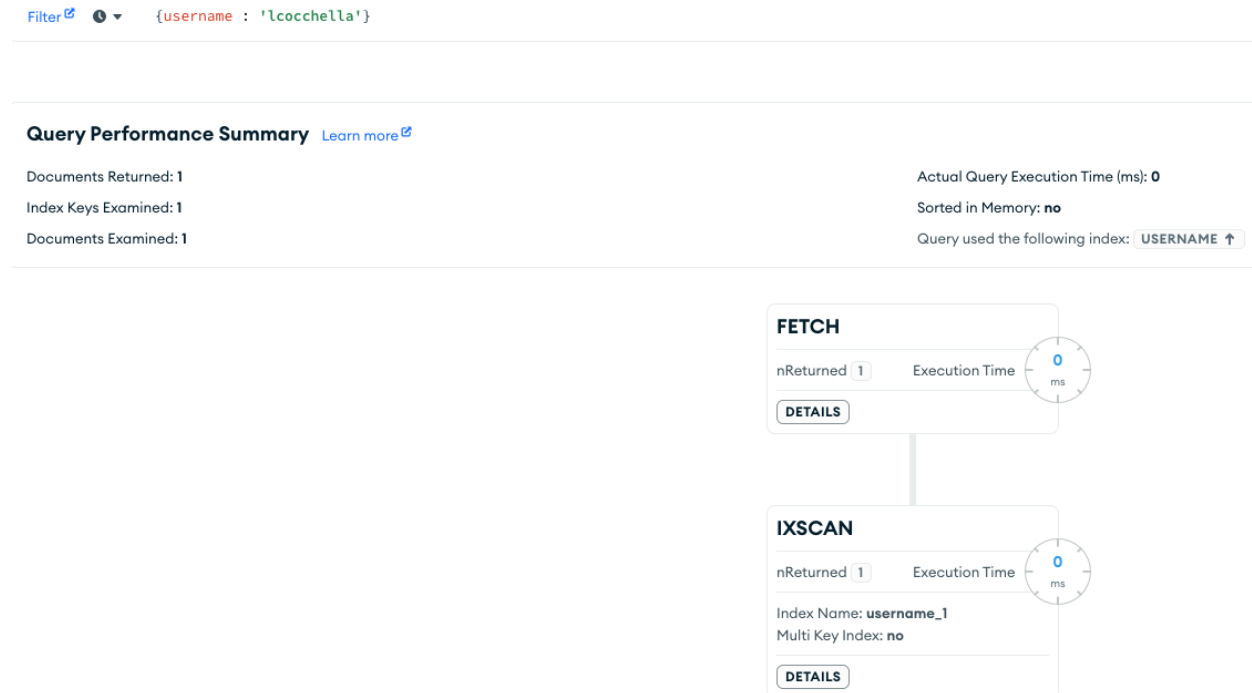 Filter {username : 'lcocchella'}
Query Performance Summary Learn more
Documents Returned: 1
Index Keys Examined: 1
Documents Examined: 1
Actual Query Execution Time (ms): 0
Sorted in Memory: no
Query used the following index: USERNAME ↑
FETCH
nReturned 1 Execution Time 0 ms
DETAILS
IXSCAN
nReturned 1 Execution Time 0 ms
Index Name: username_1
Multi Key Index: no
DETAILS